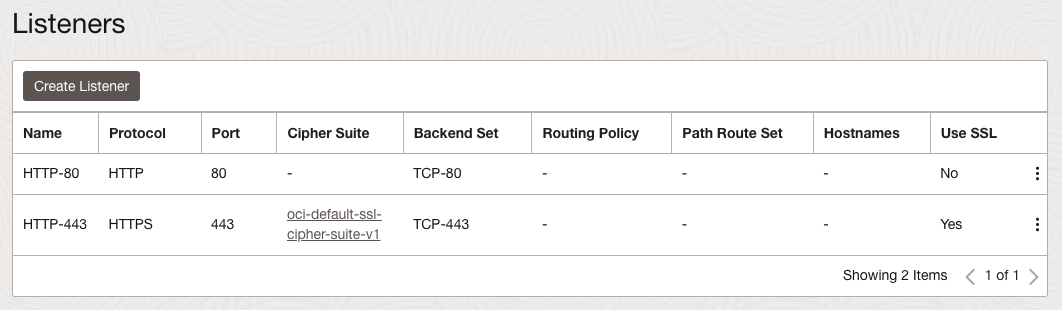 Listeners
Create Listener
Name Protocol Port Cipher Suite Backend Set Routing Policy Path Route Set Hostnames Use SSL
HTTP-80 HTTP 80 - TCP-80 - - - No
HTTP-443 HTTPS 443 oci-default-ssl-cipher-suite-v1 TCP-443 - - - Yes
Showing 2 Items 1 of 1